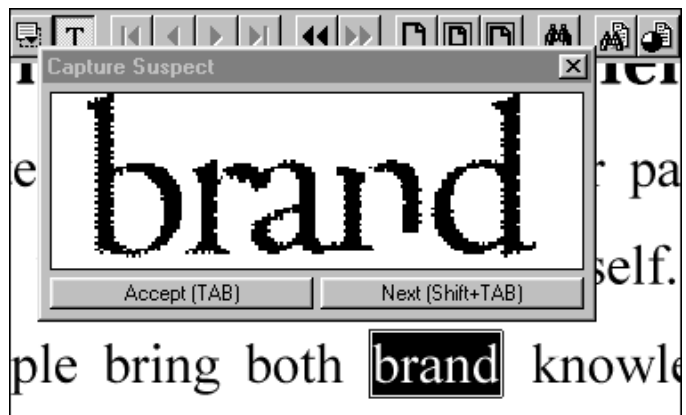 T
Capture Suspect
brand
pa
Accept (TAB) Next (Shift+TAB)
self.
ple bring both brand knowle